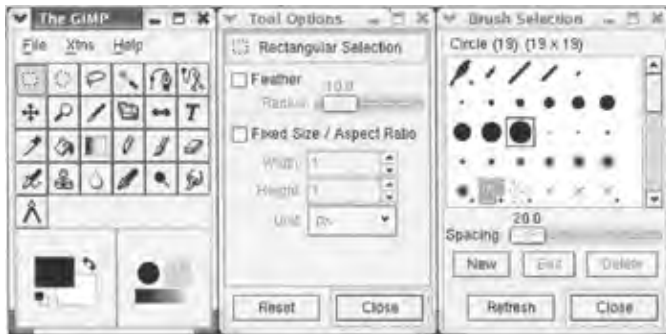 The GIMP
File Xtns Help
Tool Options
Rectangular Selection
Feather
10.0
Radius
Fixed Size / Aspect Ratio
Width: 1
Height: 1
Unit: px
Reset Close
Brush Selection
Circle (19) (19 x 19)
20.0
Spacing:
New Edit Delete
Refresh Close